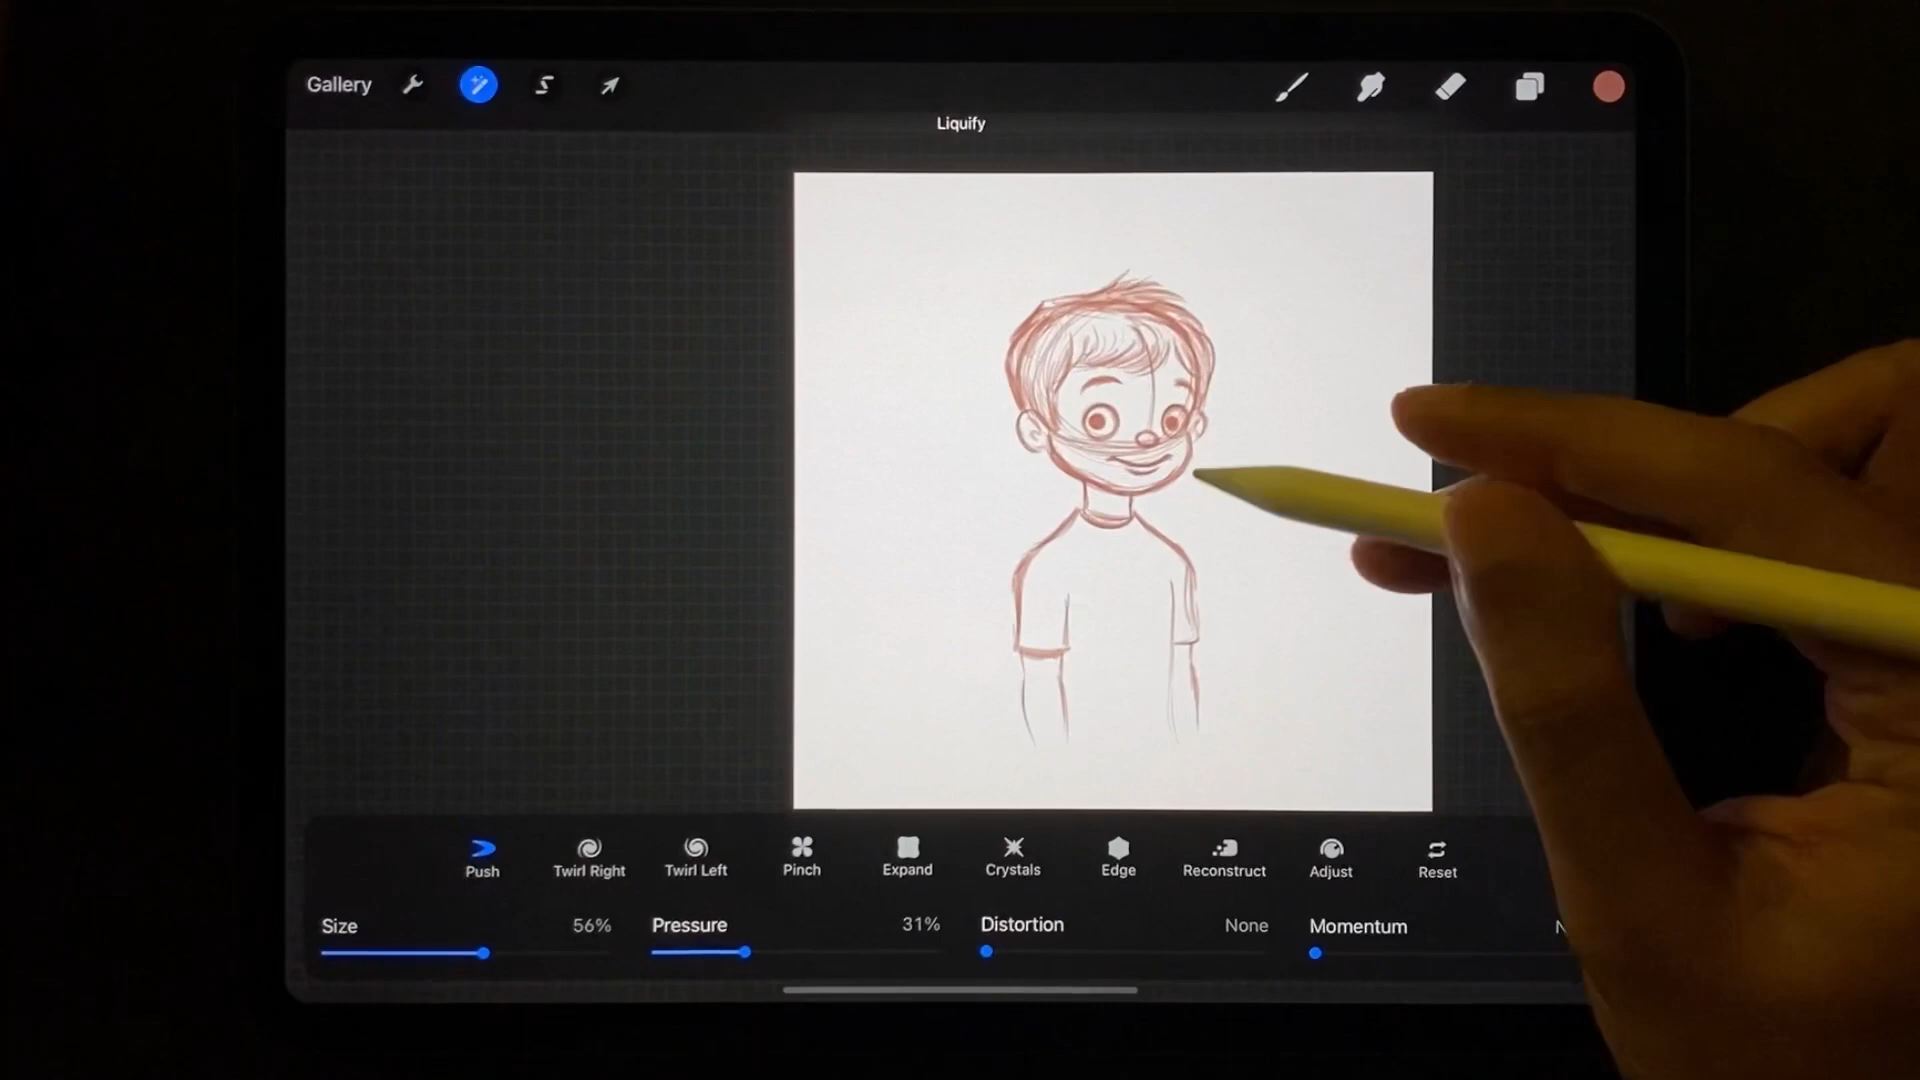 Gallery
Liquify
Push Twirl Right Twirl Left Pinch Expand Crystals Edge Reconstruct Adjust Reset
Size 56% Pressure 31% Distortion None Momentum